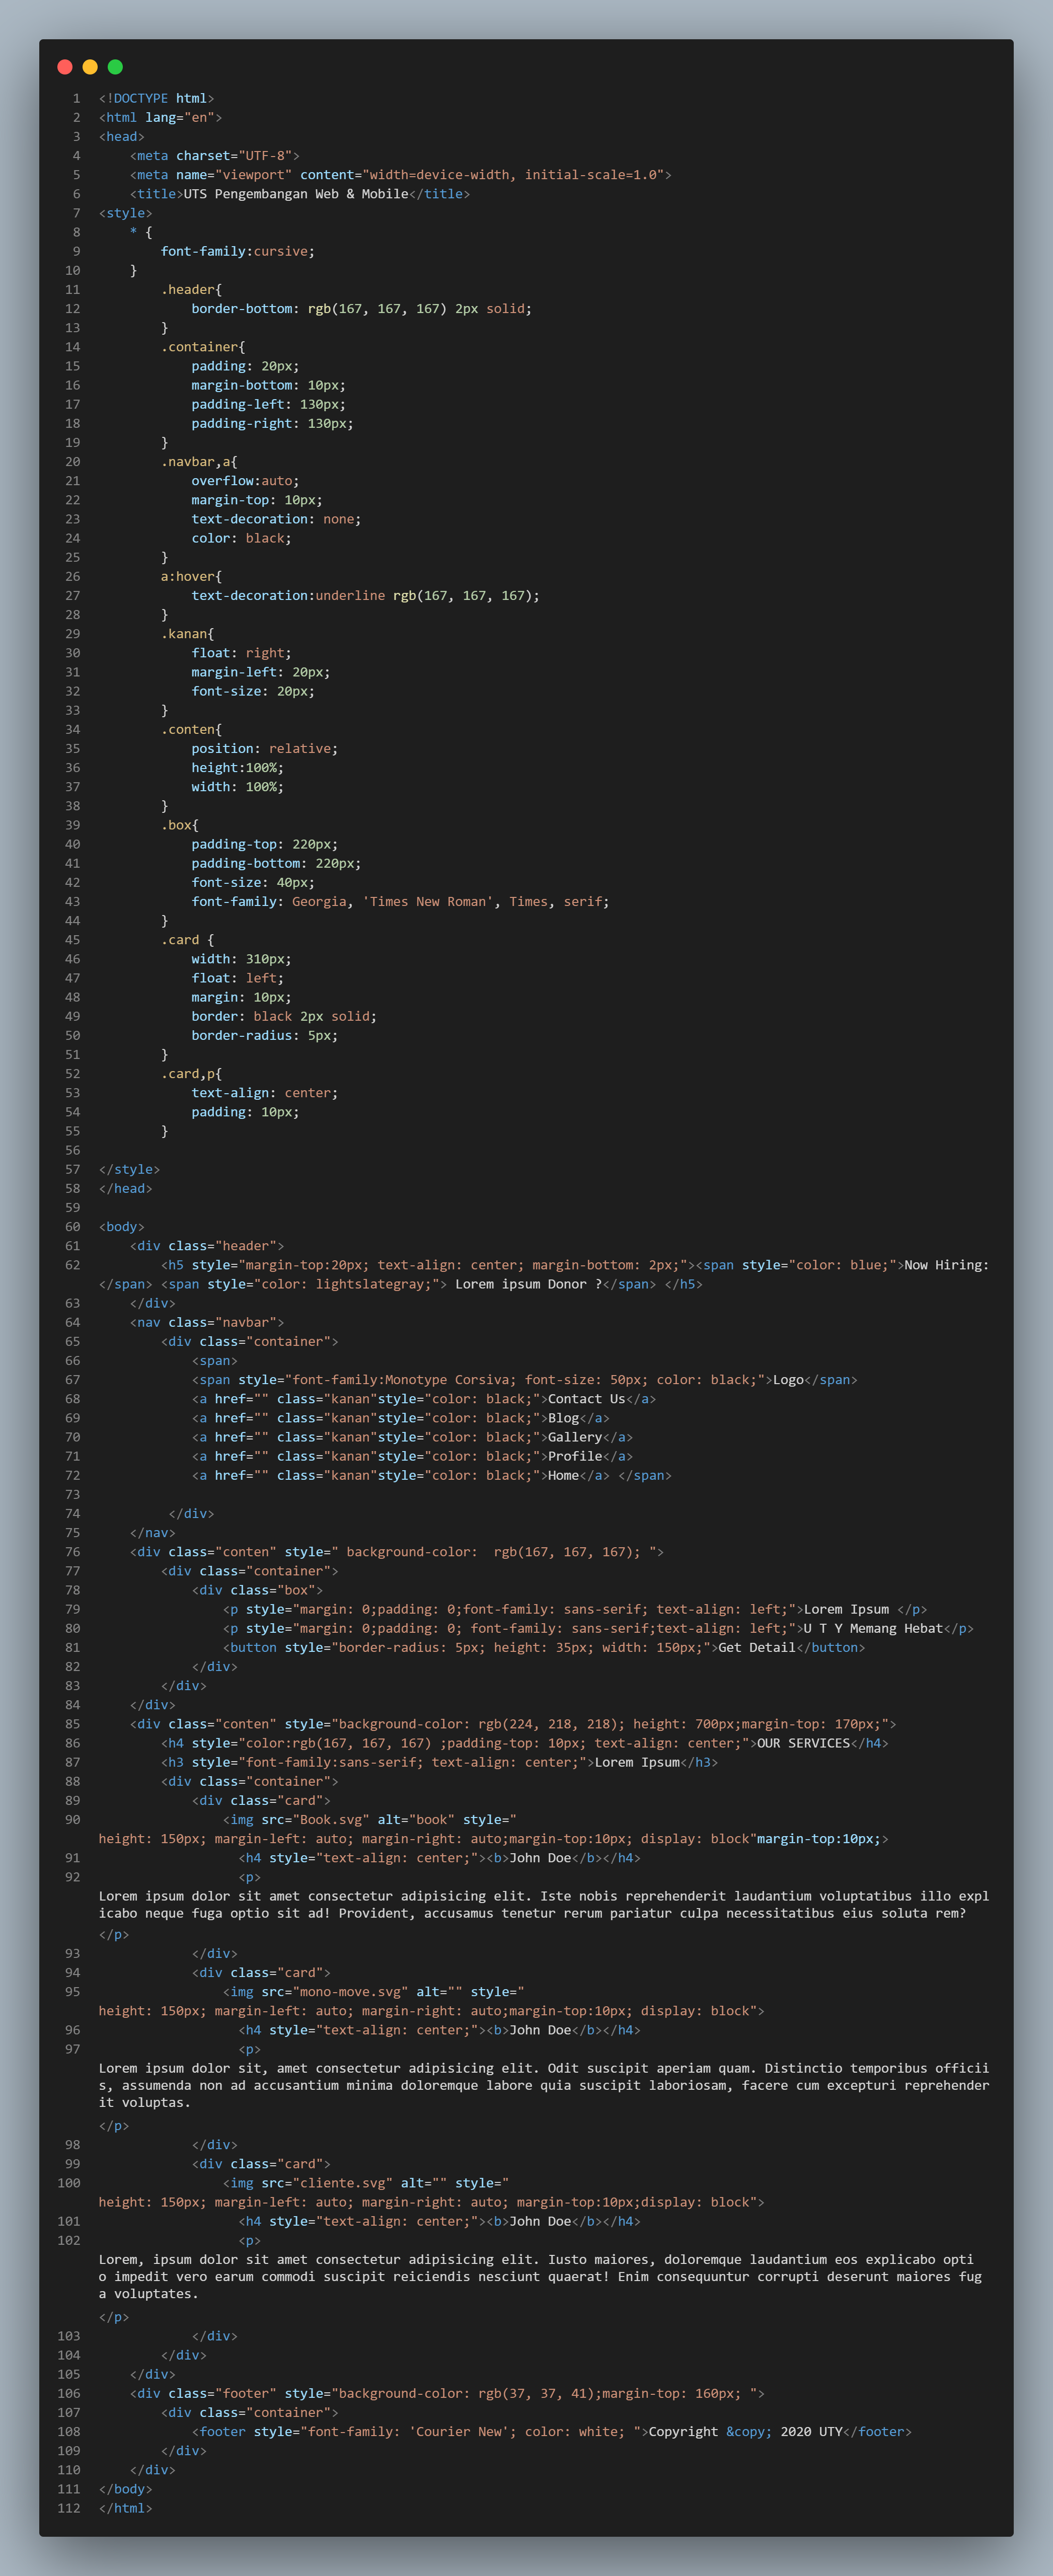 1 <!DOCTYPE html>
2 <html lang="en">
3 <head>
4     <meta charset="UTF-8">
5     <meta name="viewport" content="width=device-width, initial-scale=1.0">
6     <title>UTS Pengembangan Web & Mobile</title>
7 <style>
8     * {
9         font-family:cursive;
10     }
11         .header{
12             border-bottom: rgb(167, 167, 167) 2px solid;
13         }
14         .container{
15             padding: 20px;
16             margin-bottom: 10px;
17             padding-left: 130px;
18             padding-right: 130px;
19         }
20         .navbar,a{
21             overflow:auto;
22             margin-top: 10px;
23             text-decoration: none;
24             color: black;
25         }
26         a:hover{
27             text-decoration:underline rgb(167, 167, 167);
28         }
29         .kanan{
30             float: right;
31             margin-left: 20px;
32             font-size: 20px;
33         }
34         .conten{
35             position: relative;
36             height:100%;
37             width: 100%;
38         }
39         .box{
40             padding-top: 220px;
41             padding-bottom: 220px;
42             font-size: 40px;
43             font-family: Georgia, 'Times New Roman', Times, serif;
44         }
45         .card {
46             width: 310px;
47             float: left;
48             margin: 10px;
49             border: black 2px solid;
50             border-radius: 5px;
51         }
52         .card,p{
53             text-align: center;
54             padding: 10px;
55         }
56
57 </style>
58 </head>
59
60 <body>
61     <div class="header">
62         <h5 style="margin-top:20px; text-align: center; margin-bottom: 2px;"><span style="color: blue;">Now Hiring:
</span> <span style="color: lightslategray;"> Lorem ipsum Donor ?</span> </h5>
63     </div>
64     <nav class="navbar">
65         <div class="container">
66             <span>
67             <span style="font-family:Monotype Corsiva; font-size: 50px; color: black;">Logo</span>
68             <a href="" class="kanan"style="color: black;">Contact Us</a>
69             <a href="" class="kanan"style="color: black;">Blog</a>
70             <a href="" class="kanan"style="color: black;">Gallery</a>
71             <a href="" class="kanan"style="color: black;">Profile</a>
72             <a href="" class="kanan"style="color: black;">Home</a> </span>
73
74          </div>
75     </nav>
76     <div class="conten" style=" background-color:  rgb(167, 167, 167); ">
77         <div class="container">
78             <div class="box">
79                 <p style="margin: 0;padding: 0;font-family: sans-serif; text-align: left;">Lorem Ipsum </p>
80                 <p style="margin: 0;padding: 0; font-family: sans-serif;text-align: left;">U T Y Memang Hebat</p>
81                 <button style="border-radius: 5px; height: 35px; width: 150px;">Get Detail</button>
82             </div>
83         </div>
84     </div>
85     <div class="conten" style="background-color: rgb(224, 218, 218); height: 700px;margin-top: 170px;">
86         <h4 style="color:rgb(167, 167, 167) ;padding-top: 10px; text-align: center;">OUR SERVICES</h4>
87         <h3 style="font-family:sans-serif; text-align: center;">Lorem Ipsum</h3>
88         <div class="container">
89             <div class="card">
90                 <img src="Book.svg" alt="book" style="
height: 150px; margin-left: auto; margin-right: auto;margin-top:10px; display: block"margin-top:10px;>
91                   <h4 style="text-align: center;"><b>John Doe</b></h4>
92                   <p>
Lorem ipsum dolor sit amet consectetur adipisicing elit. Iste nobis reprehenderit laudantium voluptatibus illo expl
icabo neque fuga optio sit ad! Provident, accusamus tenetur rerum pariatur culpa necessitatibus eius soluta rem?
</p>
93             </div>
94             <div class="card">
95                 <img src="mono-move.svg" alt="" style="
height: 150px; margin-left: auto; margin-right: auto;margin-top:10px; display: block">
96                   <h4 style="text-align: center;"><b>John Doe</b></h4>
97                   <p>
Lorem ipsum dolor sit, amet consectetur adipisicing elit. Odit suscipit aperiam quam. Distinctio temporibus officii
s, assumenda non ad accusantium minima doloremque labore quia suscipit laboriosam, facere cum excepturi reprehender
it voluptas.
</p>
98             </div>
99             <div class="card">
100                 <img src="cliente.svg" alt="" style="
height: 150px; margin-left: auto; margin-right: auto; margin-top:10px;display: block">
101                   <h4 style="text-align: center;"><b>John Doe</b></h4>
102                   <p>
Lorem, ipsum dolor sit amet consectetur adipisicing elit. Iusto maiores, doloremque laudantium eos explicabo opti
o impedit vero earum commodi suscipit reiciendis nesciunt quaerat! Enim consequuntur corrupti deserunt maiores fug
a voluptates.
</p>
103             </div>
104         </div>
105     </div>
106     <div class="footer" style="background-color: rgb(37, 37, 41);margin-top: 160px; ">
107         <div class="container">
108             <footer style="font-family: 'Courier New'; color: white; ">Copyright &copy; 2020 UTY</footer>
109         </div>
110     </div>
111 </body>
112 </html>